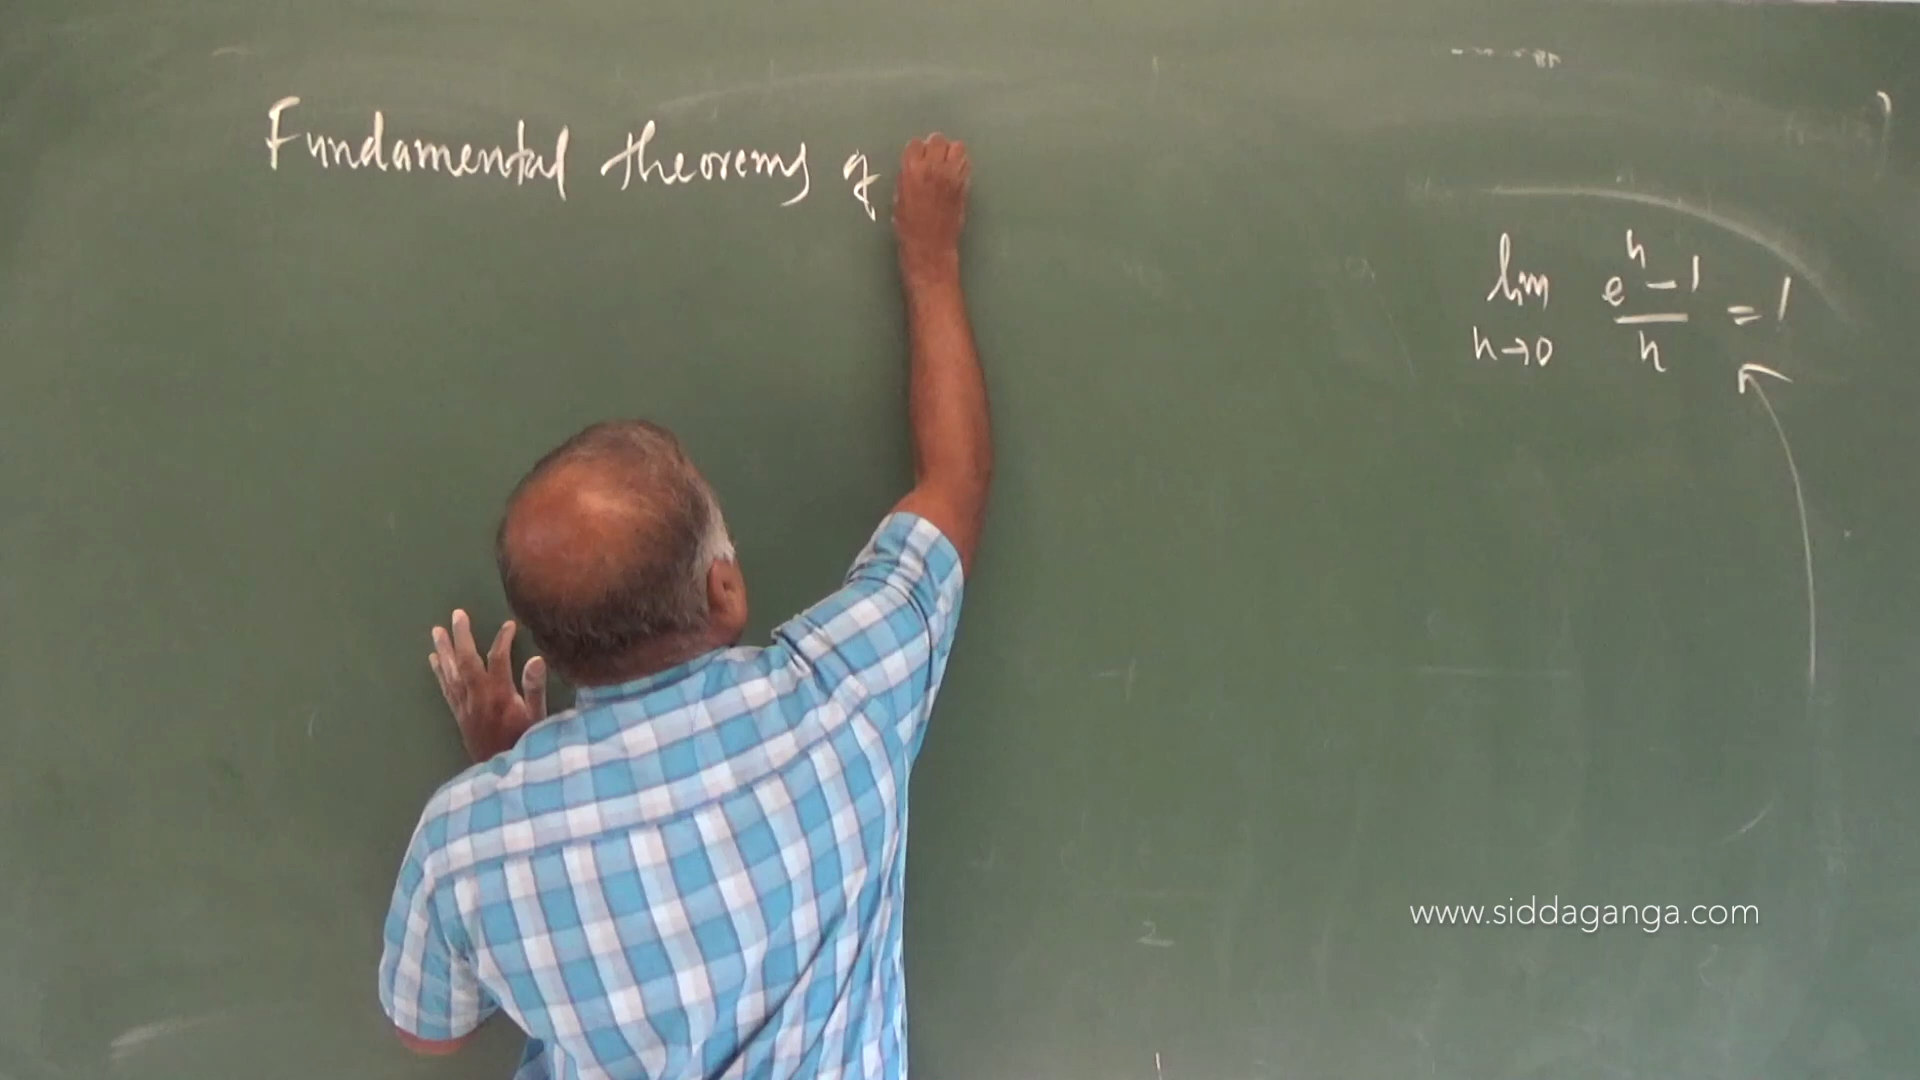 Fundamental theorems of
lim e^h - 1 = 1
h→0 h
www.siddaganga.com